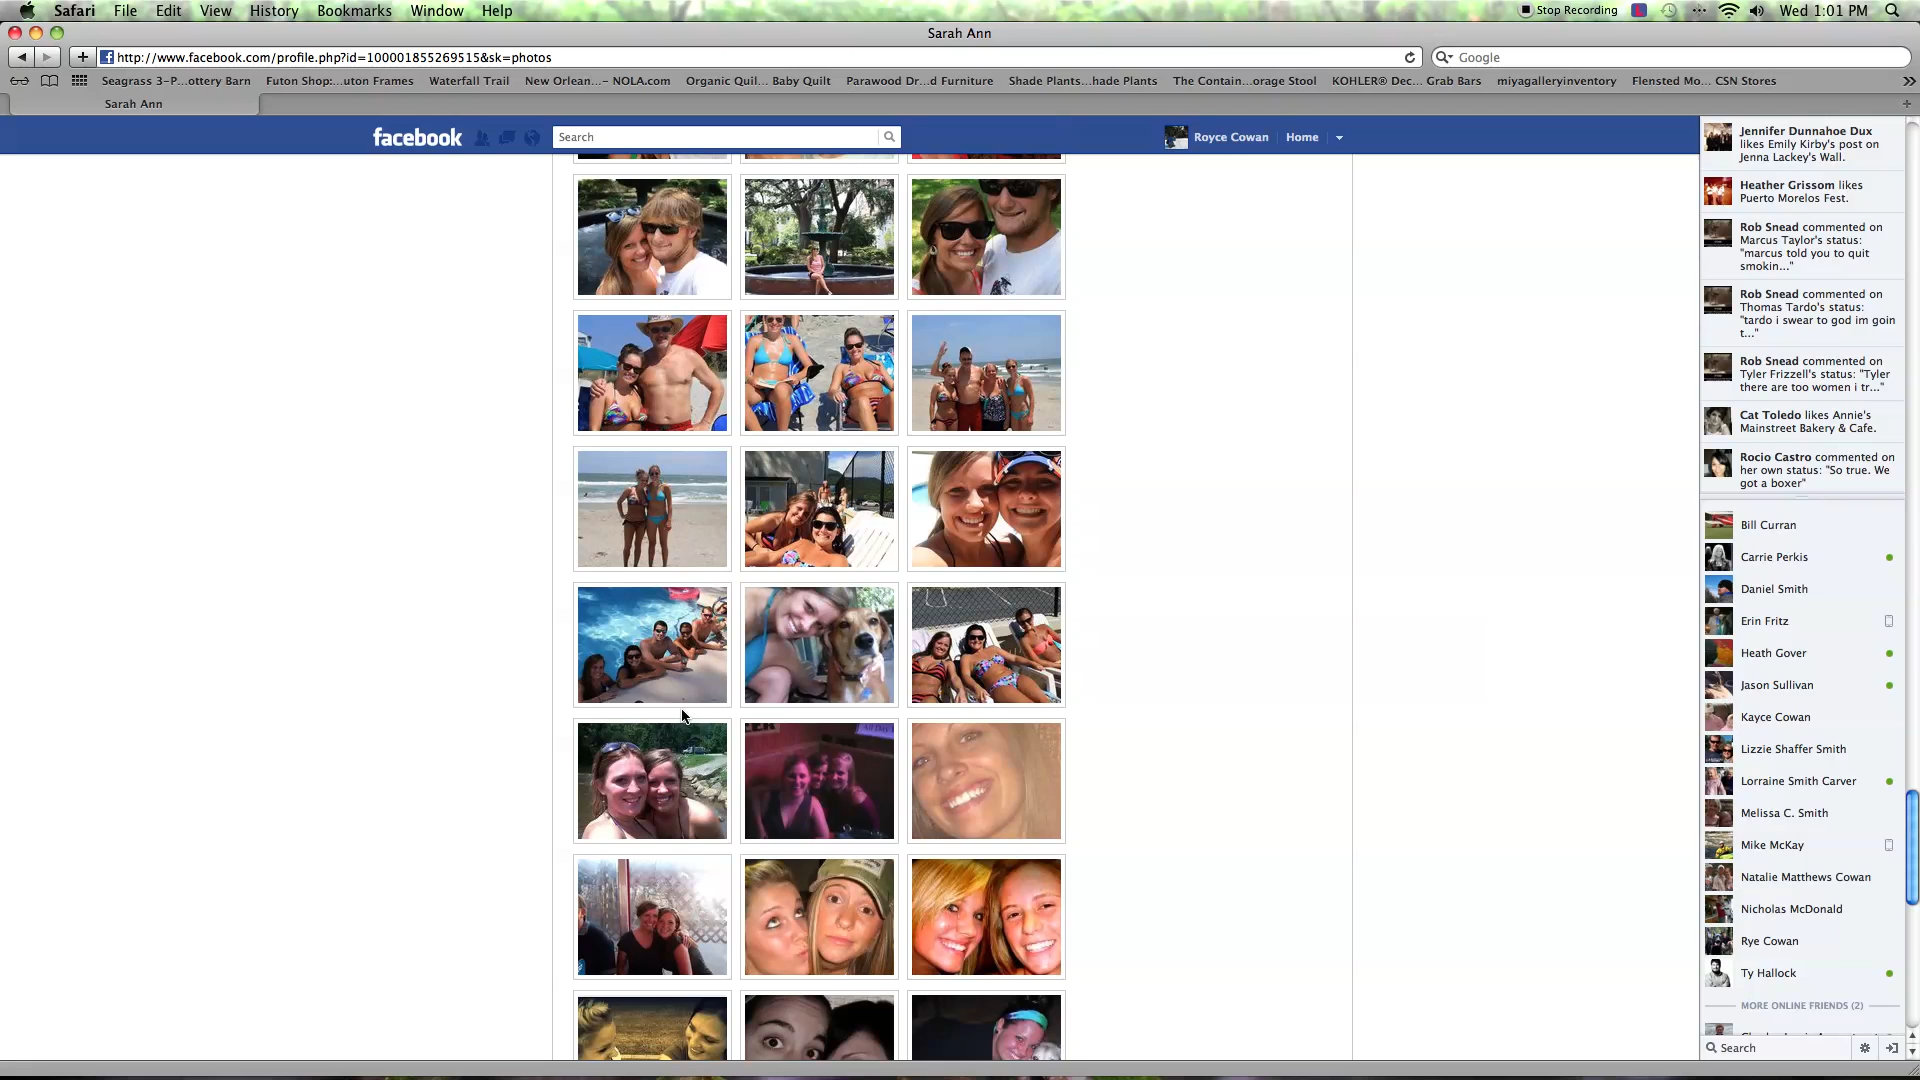 Safari File Edit View History Bookmarks Window Help Stop Recording Wed 1:01 PM
Sarah Ann
http://www.facebook.com/profile.php?id=100001855269515&sk=photos Google
Seagrass 3-P...ottery Barn Futon Shop:...uton Frames Waterfall Trail New Orlean...- NOLA.com Organic Quil... Baby Quilt Parawood Dr...d Furniture Shade Plants...hade Plants The Contain...orage Stool KOHLER® Dec... Grab Bars miyagalleryinventory Flensted Mo... CSN Stores
Sarah Ann
facebook Search Royce Cowan Home
Jennifer Dunnahoe Dux
likes Emily Kirby's post on
Jenna Lackey's Wall.
Heather Grissom likes
Puerto Morelos Fest.
Rob Snead commented on
Marcus Taylor's status:
"marcus told you to quit
smokin..."
Rob Snead commented on
Thomas Tardo's status:
"tardo i swear to god im goin
t..."
Rob Snead commented on
Tyler Frizzell's status: "Tyler
there are too women i tr..."
Cat Toledo likes Annie's
Mainstreet Bakery & Cafe.
Rocio Castro commented on
her own status: "So true. We
got a boxer"
Bill Curran
Carrie Perkis
Daniel Smith
Erin Fritz
Heath Gover
Jason Sullivan
Kayce Cowan
Lizzie Shaffer Smith
Lorraine Smith Carver
Melissa C. Smith
Mike McKay
Natalie Matthews Cowan
Nicholas McDonald
Rye Cowan
Ty Hallock
MORE ONLINE FRIENDS (2)
Search